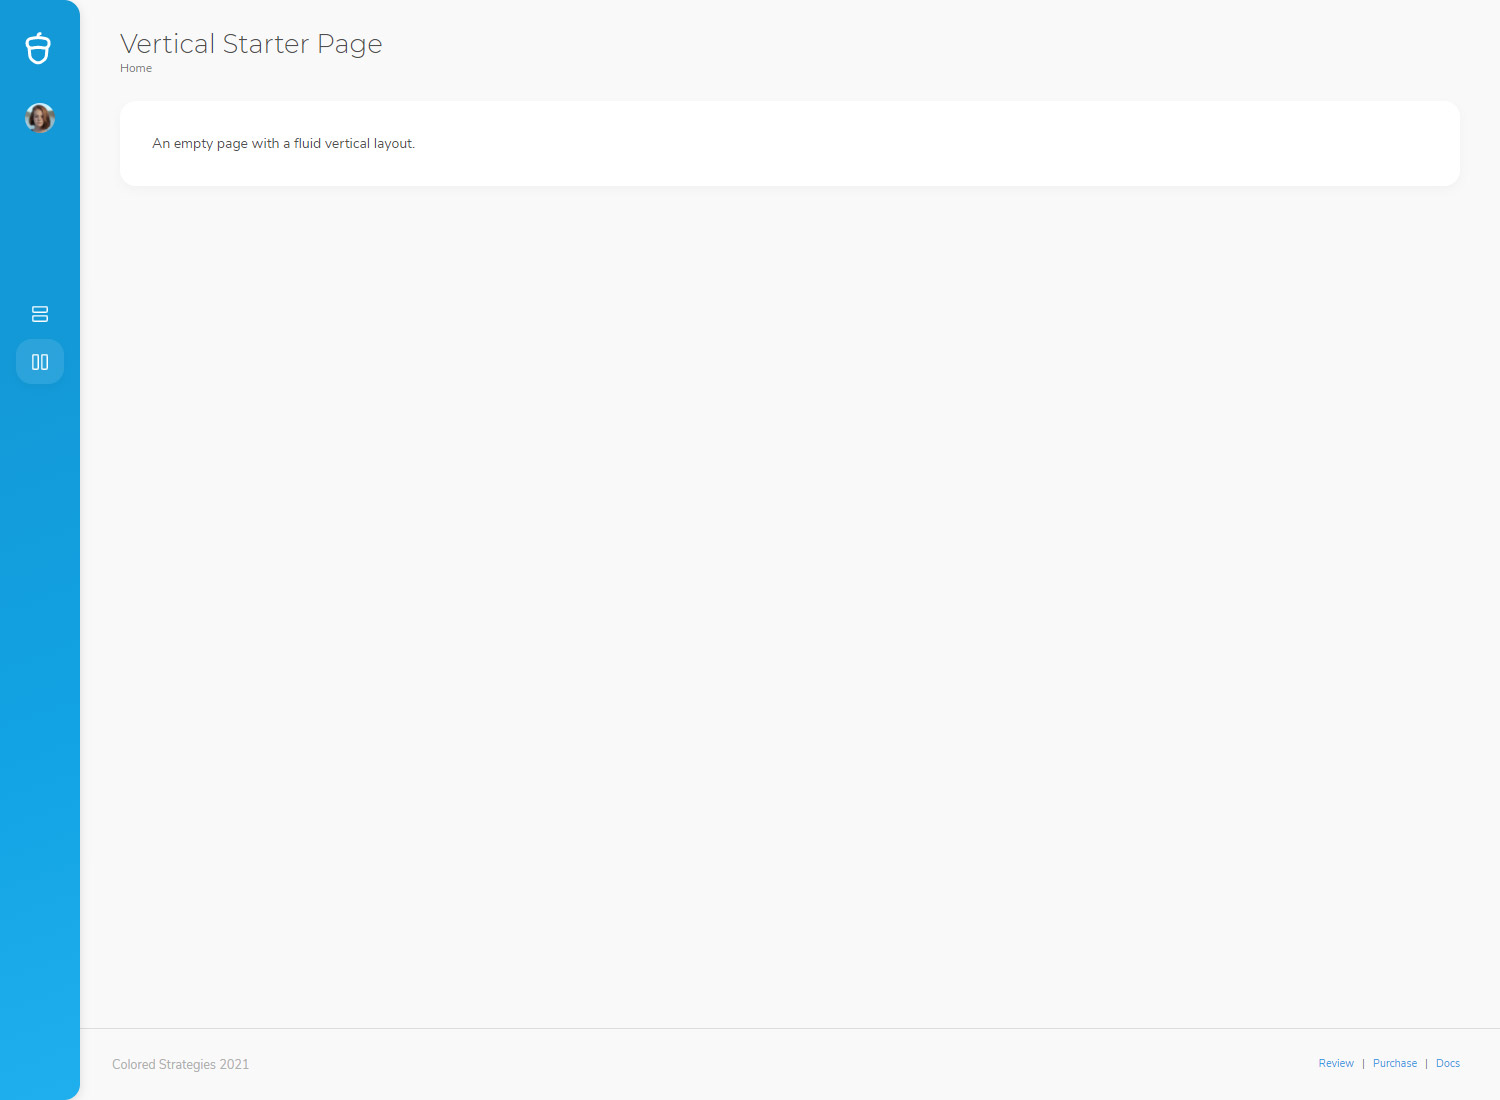 Vertical Starter Page
Home
An empty page with a fluid vertical layout.
Colored Strategies 2021
Review | Purchase | Docs